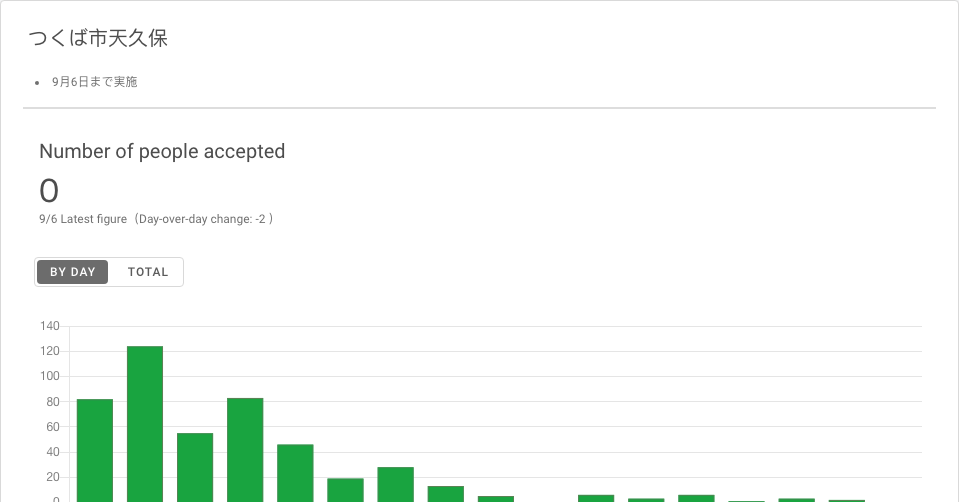 つくば市天久保
• 9月6日まで実施
Number of people accepted
0
9/6 Latest figure（Day-over-day change: -2 ）
BY DAY TOTAL
140
120
100
80
60
40
20
0